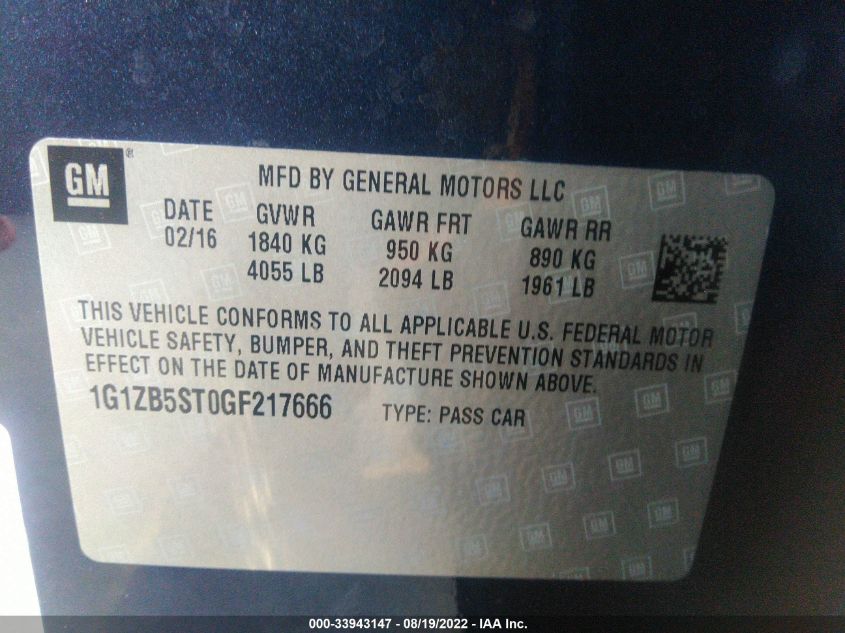 GM ®
MFD BY GENERAL MOTORS LLC
DATE GVWR GAWR FRT GAWR RR
02/16 1840 KG 950 KG 890 KG
4055 LB 2094 LB 1961 LB
THIS VEHICLE CONFORMS TO ALL APPLICABLE U.S. FEDERAL MOTOR
VEHICLE SAFETY, BUMPER, AND THEFT PREVENTION STANDARDS IN
EFFECT ON THE DATE OF MANUFACTURE SHOWN ABOVE.
1G1ZB5ST0GF217666 TYPE: PASS CAR
000-33943147 - 08/19/2022 - IAA Inc.